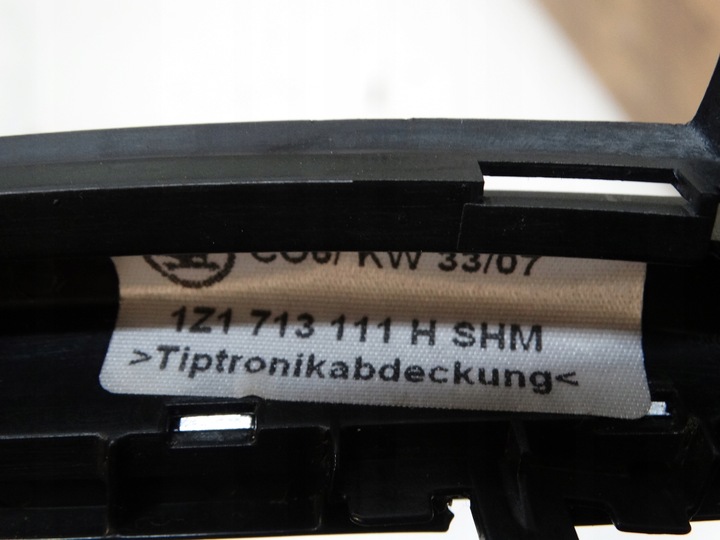 KW 33/07
1Z1 713 111 H SHM
>Tiptronikabdeckung<